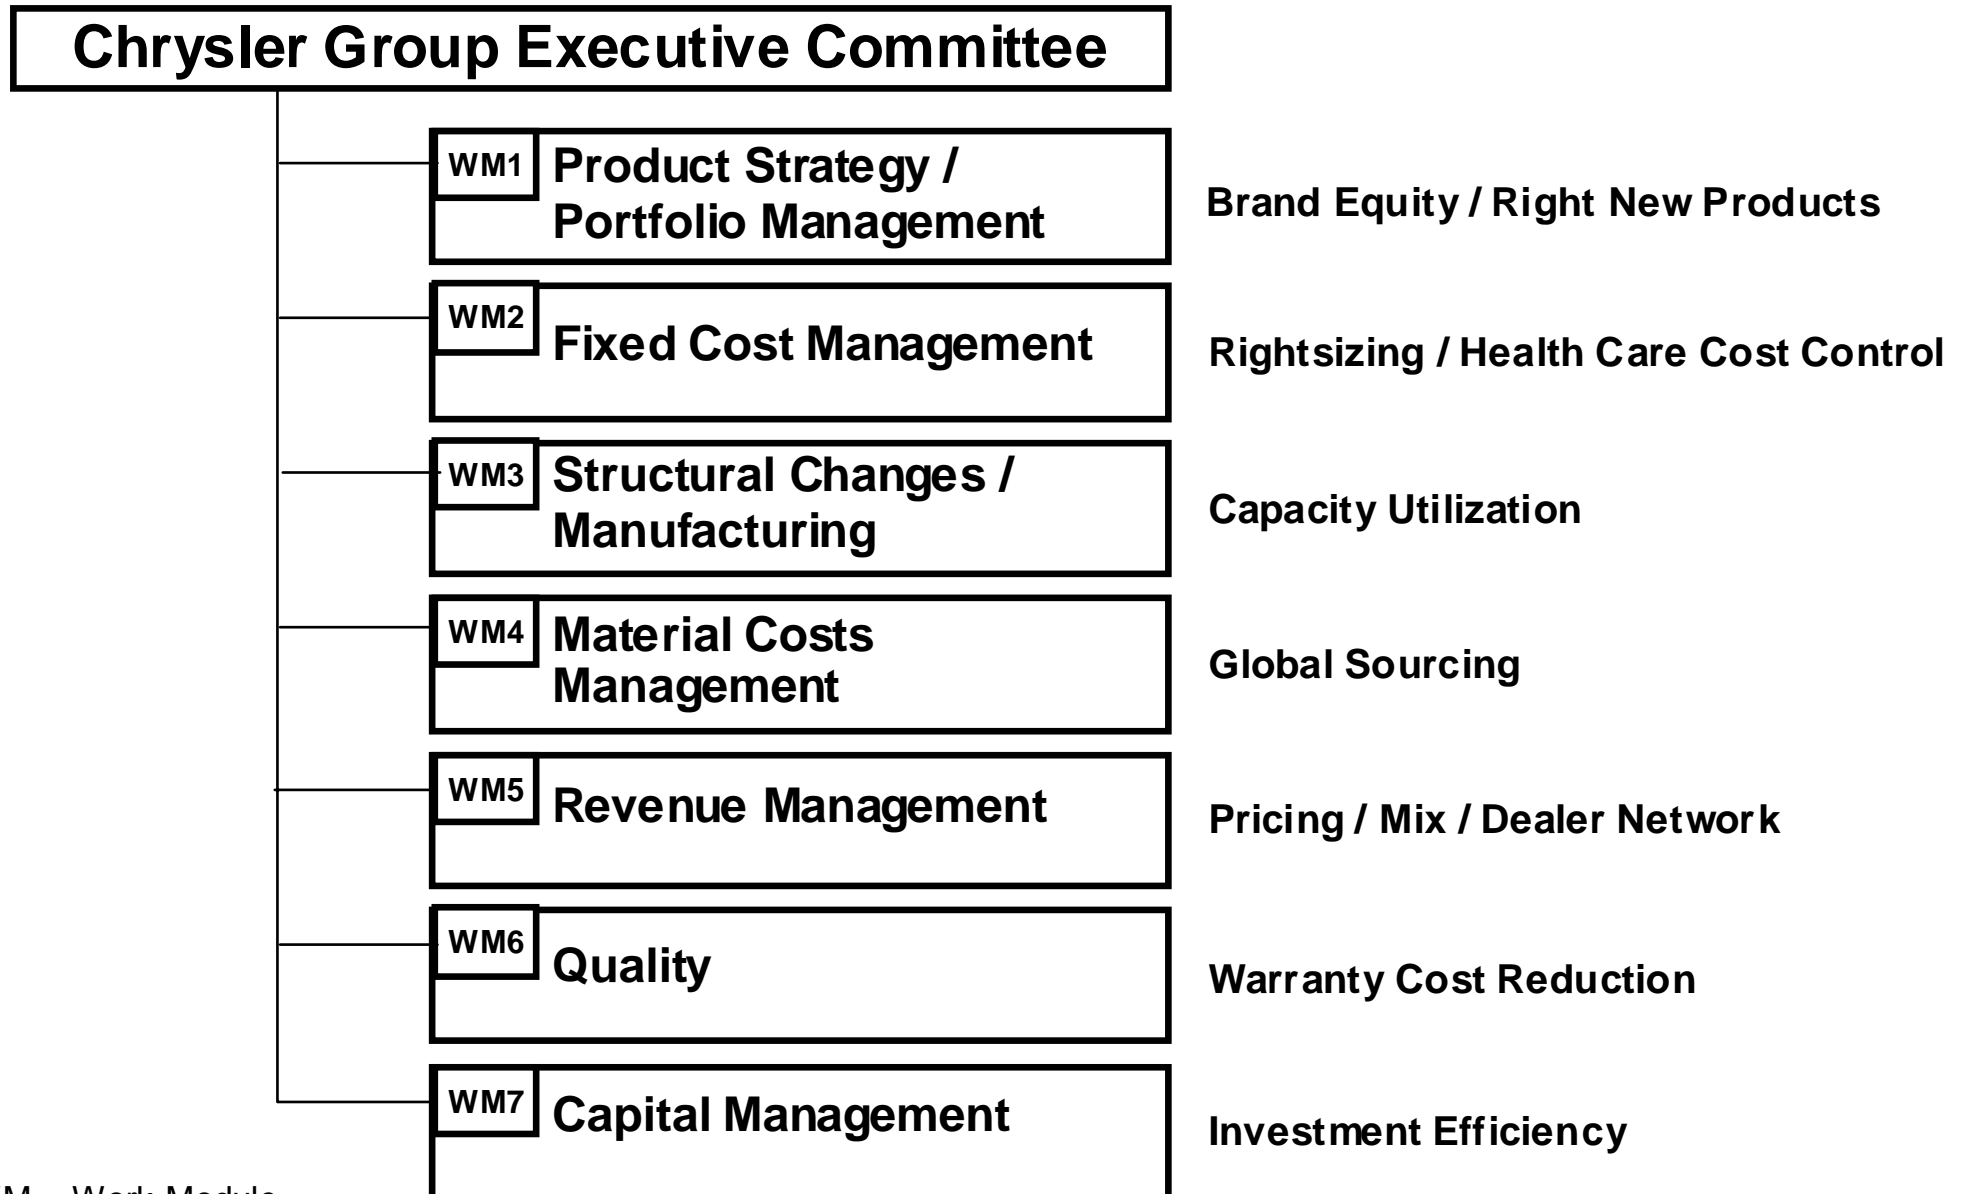 Chrysler Group Executive Committee
WM1
Product Strategy /
Portfolio Management
Brand Equity / Right New Products
WM2
Fixed Cost Management
Rightsizing / Health Care Cost Control
WM3
Structural Changes /
Manufacturing
Capacity Utilization
WM4
Material Costs
Management
Global Sourcing
WM5
Revenue Management
Pricing / Mix / Dealer Network
WM6
Quality
Warranty Cost Reduction
WM7
Capital Management
Investment Efficiency
Work Module